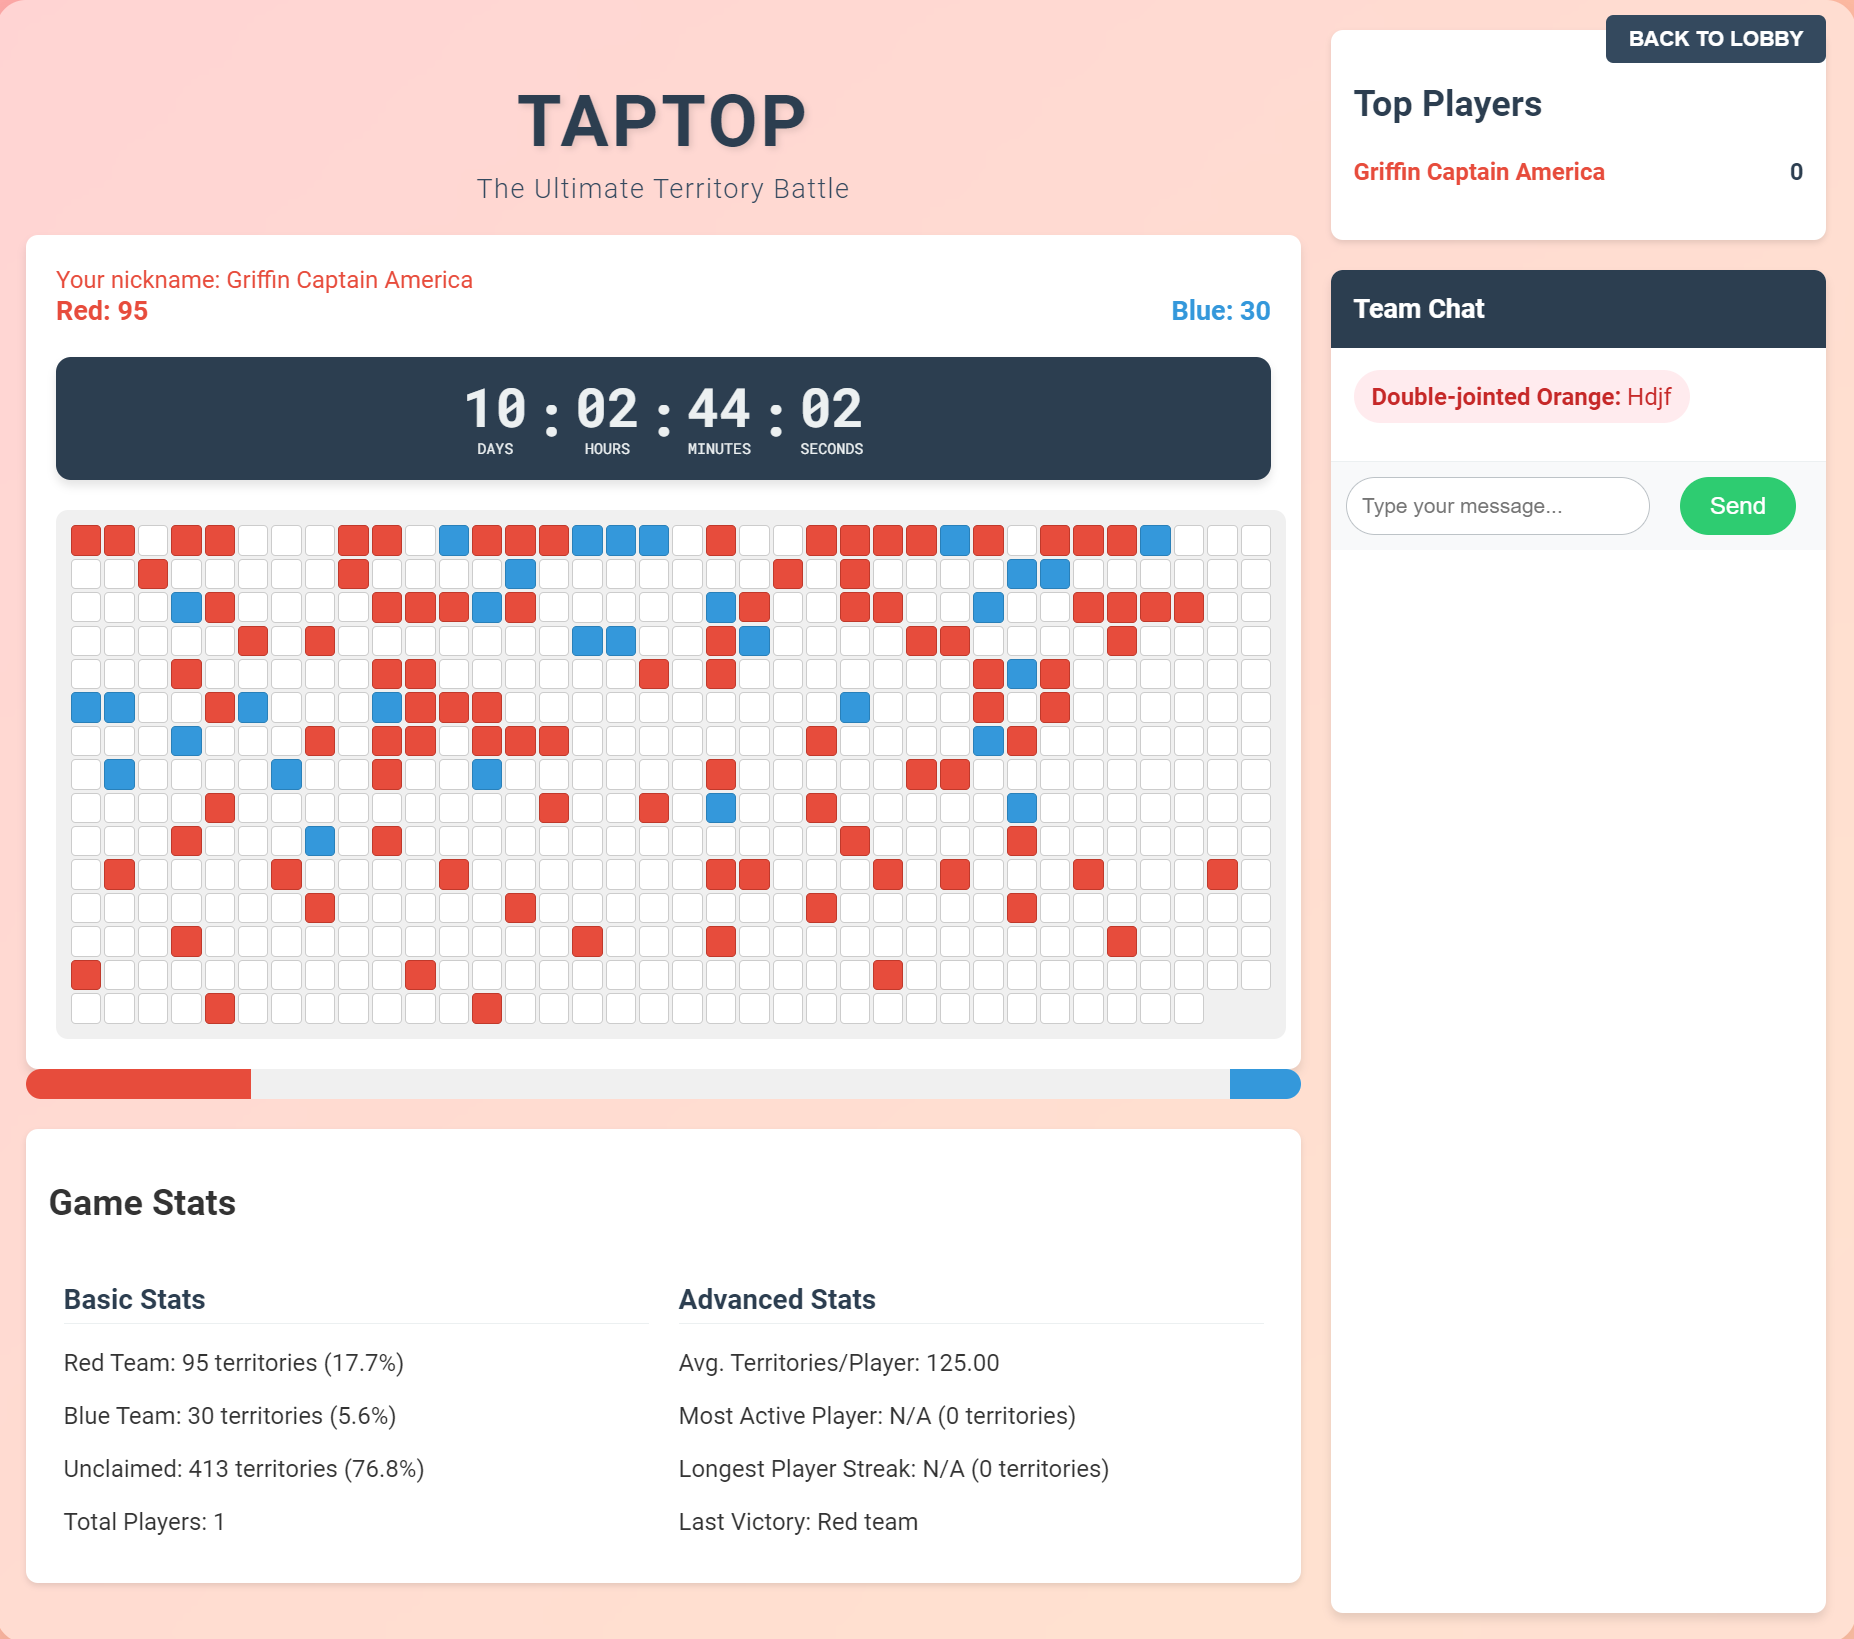 BACK TO LOBBY
TAPTOP
The Ultimate Territory Battle
Your nickname: Griffin Captain America
Red: 95
Blue: 30
10 : 02 : 44 : 02
DAYS HOURS MINUTES SECONDS
Game Stats
Basic Stats
Red Team: 95 territories (17.7%)
Blue Team: 30 territories (5.6%)
Unclaimed: 413 territories (76.8%)
Total Players: 1
Advanced Stats
Avg. Territories/Player: 125.00
Most Active Player: N/A (0 territories)
Longest Player Streak: N/A (0 territories)
Last Victory: Red team
Top Players
Griffin Captain America 0
Team Chat
Double-jointed Orange: Hdjf
Type your message...
Send